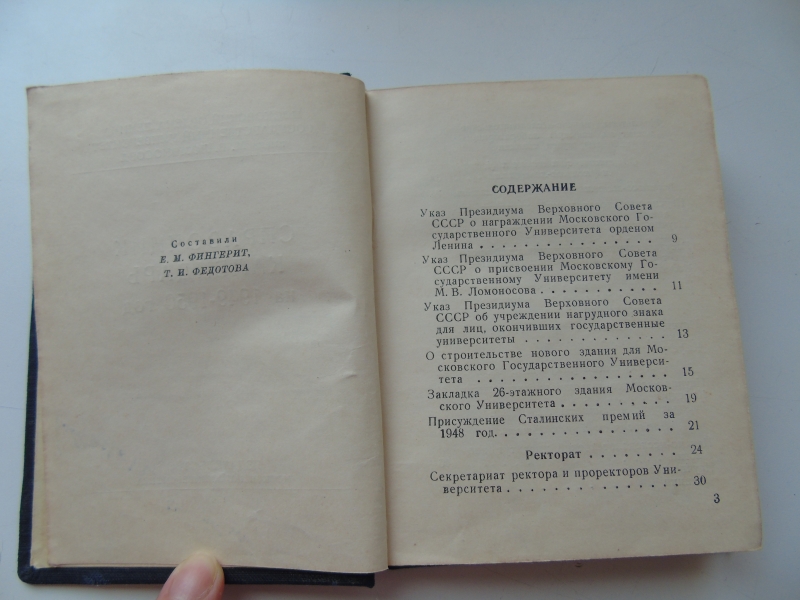 Составили
Е. М. ФИНГЕРИТ,
Т. И. ФЕДОТОВА
СОДЕРЖАНИЕ
Указ Президиума Верховного Совета
СССР о награждении Московского Го-
сударственного Университета орденом
Ленина . . . . . . . . . . . . . . . 9
Указ Президиума Верховного Совета
СССР о присвоении Московскому Го-
сударственному Университету имени
М. В. Ломоносова . . . . . . . . . . . 11
Указ Президиума Верховного Совета
СССР об учреждении нагрудного знака
для лиц, окончивших государственные
университеты . . . . . . . . . . . . 13
О строительстве нового здания для Мо-
сковского Государственного Универси-
тета . . . . . . . . . . . . . . . . 15
Закладка 26-этажного здания Москов-
ского Университета . . . . . . . . . . 19
Присуждение Сталинских премий за
1948 год. . . . . . . . . . . . . . . 21
Ректорат . . . . . . . . 24
Секретариат ректора и проректоров Уни-
верситета . . . . . . . . . . . . . . 30
3